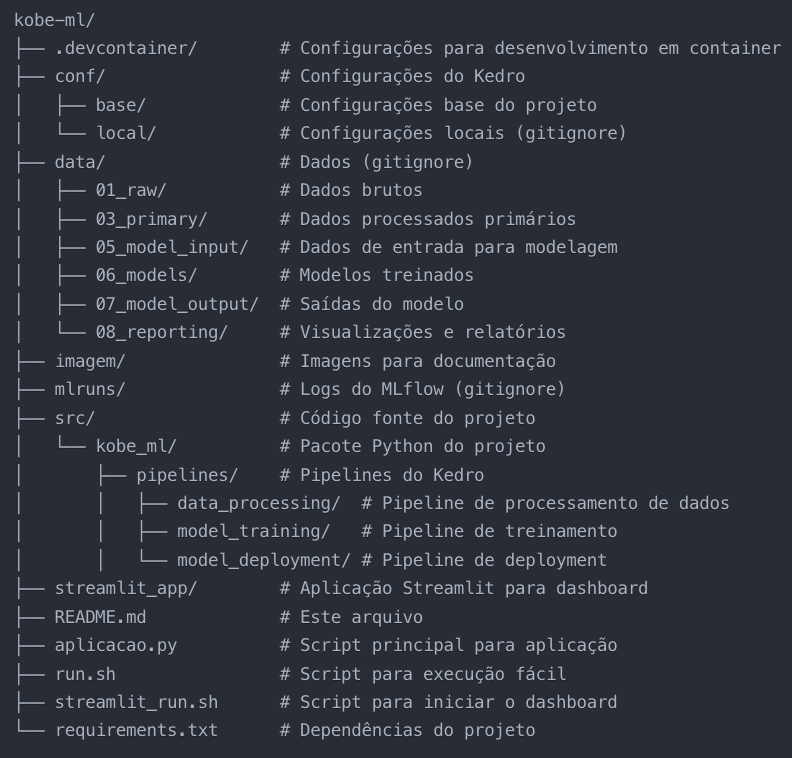 kobe-ml/
├── .devcontainer/        # Configurações para desenvolvimento em container
├── conf/                 # Configurações do Kedro
│   ├── base/             # Configurações base do projeto
│   └── local/            # Configurações locais (gitignore)
├── data/                 # Dados (gitignore)
│   ├── 01_raw/           # Dados brutos
│   ├── 03_primary/       # Dados processados primários
│   ├── 05_model_input/   # Dados de entrada para modelagem
│   ├── 06_models/        # Modelos treinados
│   ├── 07_model_output/  # Saídas do modelo
│   └── 08_reporting/     # Visualizações e relatórios
├── imagem/               # Imagens para documentação
├── mlruns/               # Logs do MLflow (gitignore)
├── src/                  # Código fonte do projeto
│   └── kobe_ml/          # Pacote Python do projeto
│       ├── pipelines/    # Pipelines do Kedro
│       │   ├── data_processing/  # Pipeline de processamento de dados
│       │   ├── model_training/   # Pipeline de treinamento
│       │   └── model_deployment/ # Pipeline de deployment
├── streamlit_app/        # Aplicação Streamlit para dashboard
├── README.md             # Este arquivo
├── aplicacao.py          # Script principal para aplicação
├── run.sh                # Script para execução fácil
├── streamlit_run.sh      # Script para iniciar o dashboard
└── requirements.txt      # Dependências do projeto